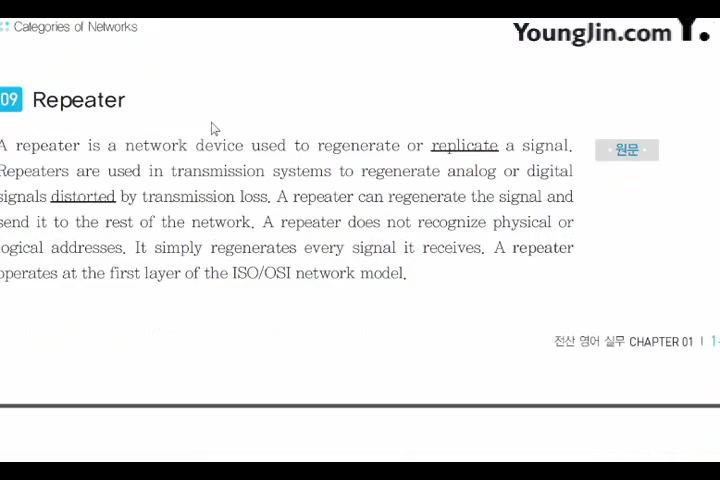 Categories of Networks
YoungJin.com Y.
09 Repeater
A repeater is a network device used to regenerate or replicate a signal.
원문
Repeaters are used in transmission systems to regenerate analog or digital
signals distorted by transmission loss. A repeater can regenerate the signal and
send it to the rest of the network. A repeater does not recognize physical or
logical addresses. It simply regenerates every signal it receives. A repeater
operates at the first layer of the ISO/OSI network model.
전산 영어 실무 CHAPTER 01 | 1-